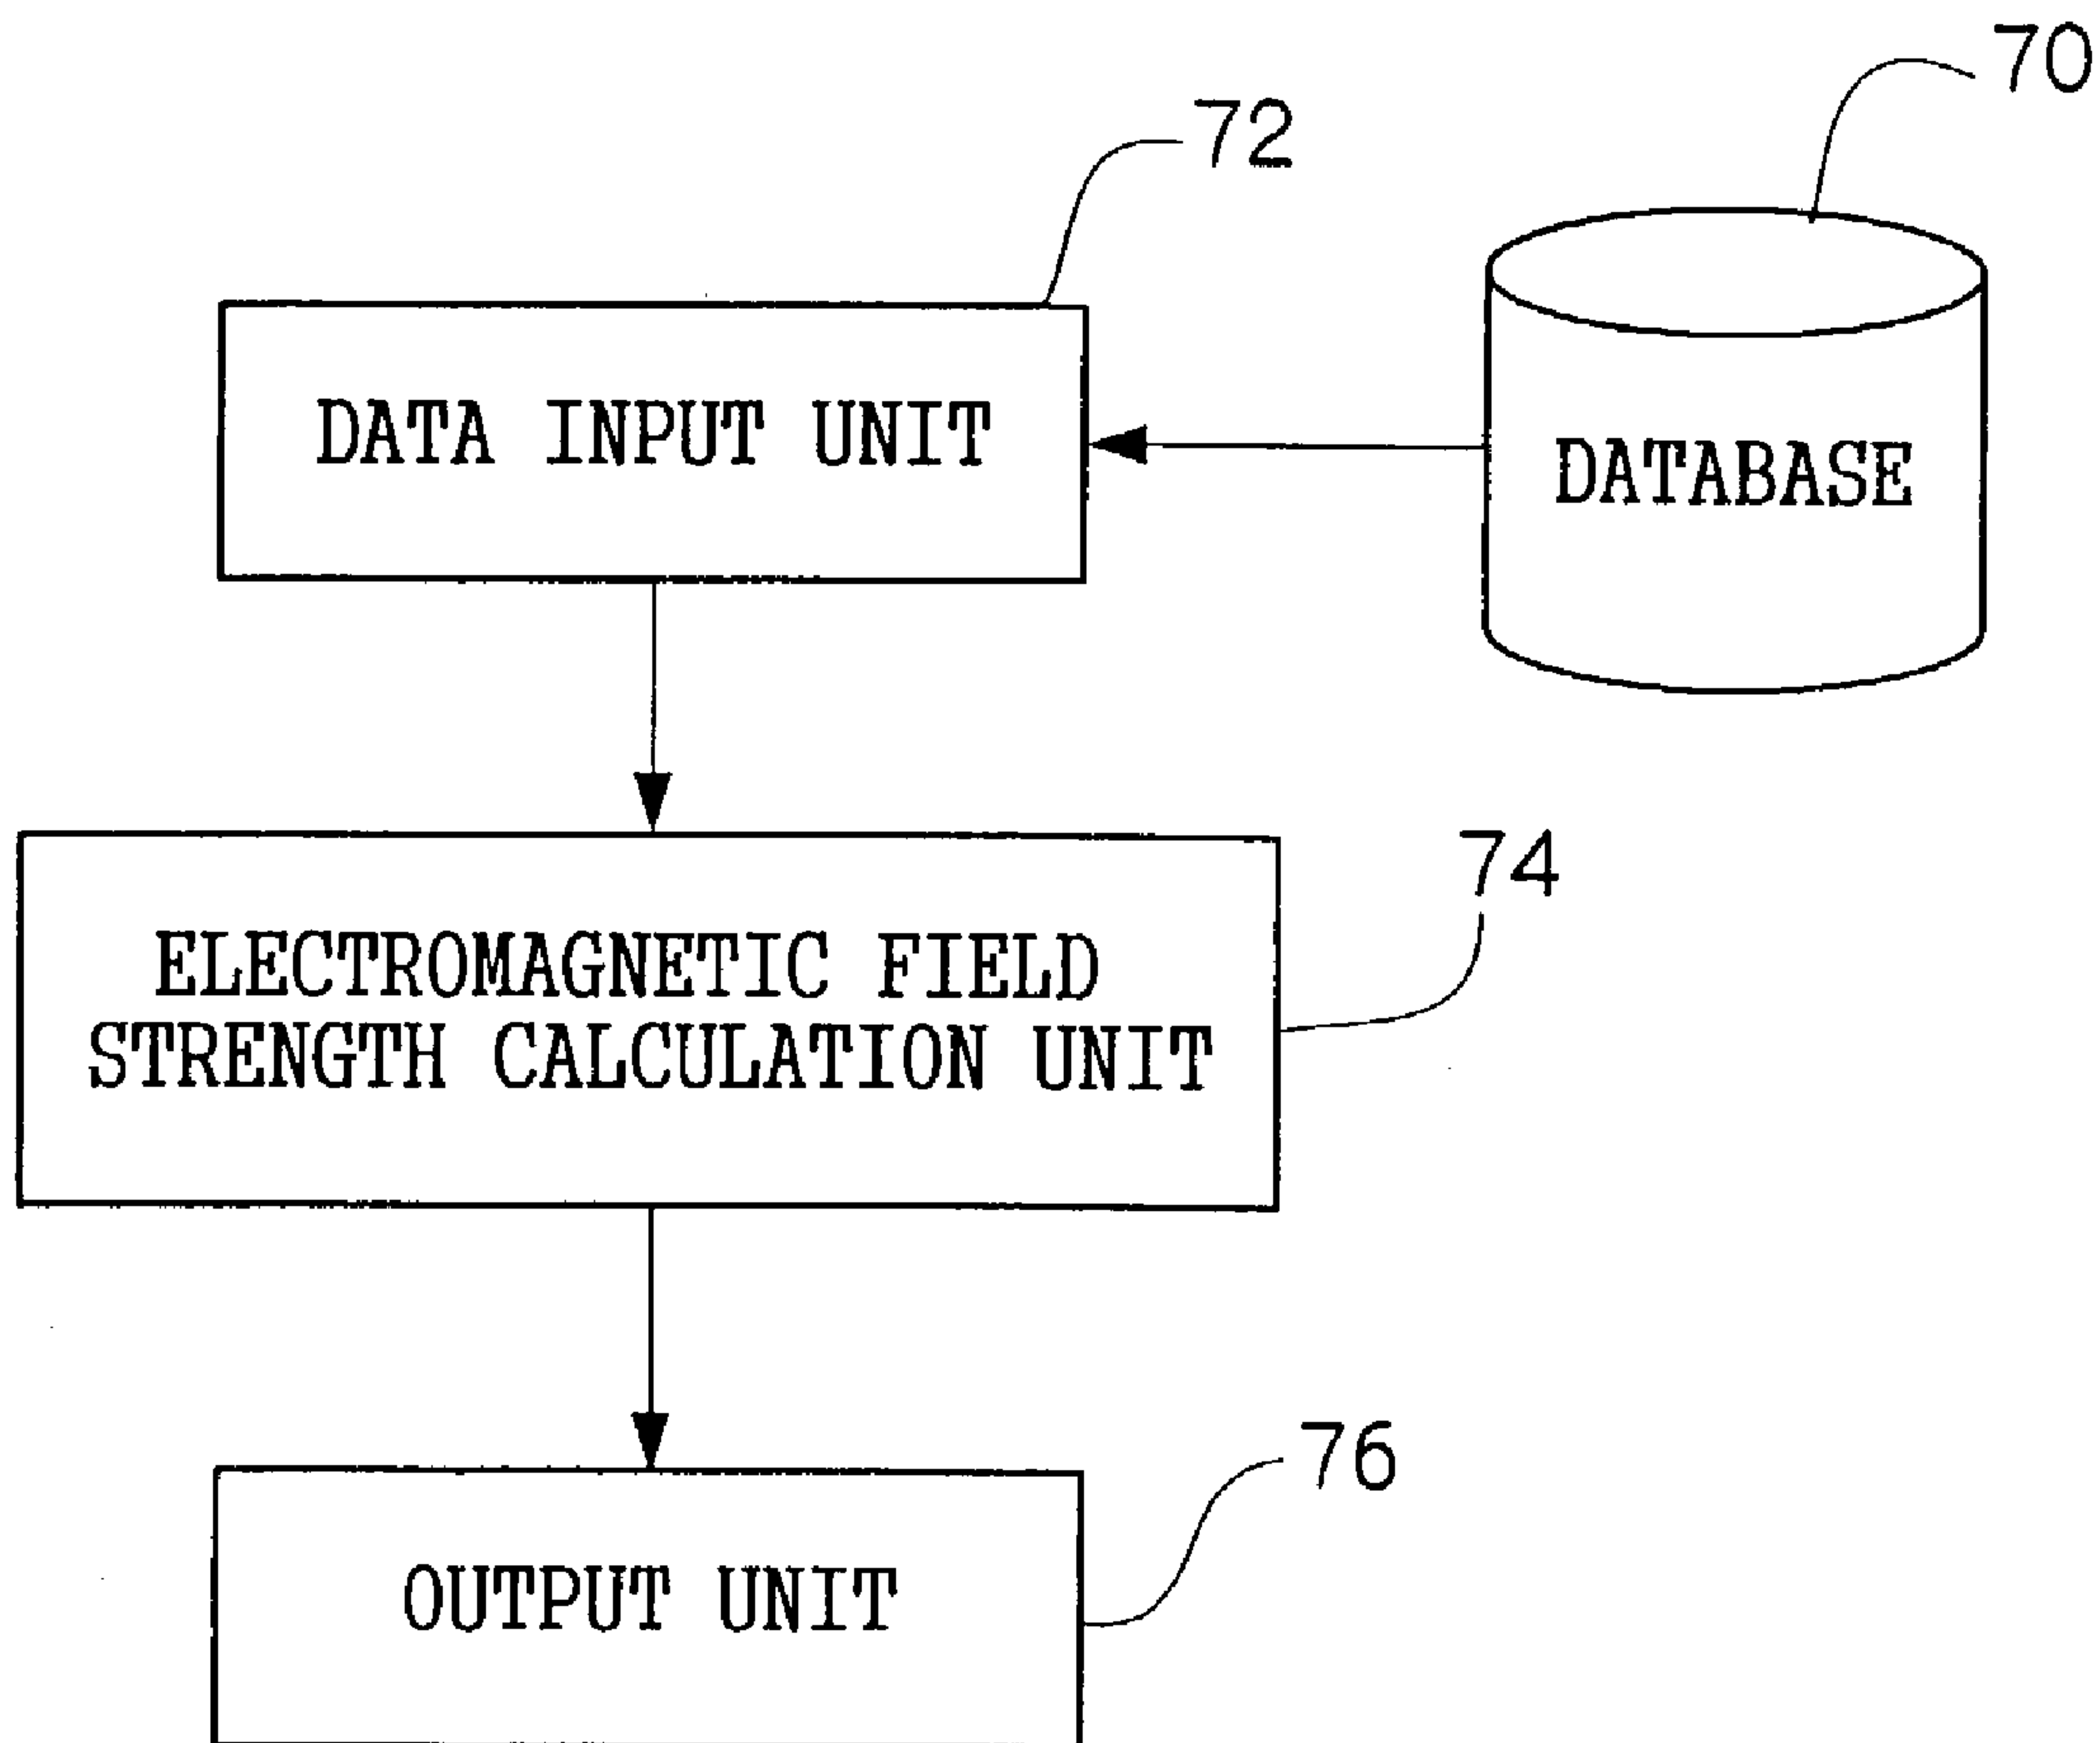 70
72
DATA INPUT UNIT
DATABASE
74
ELECTROMAGNETIC FIELD
STRENGTH CALCULATION UNIT
76
OUTPUT UNIT